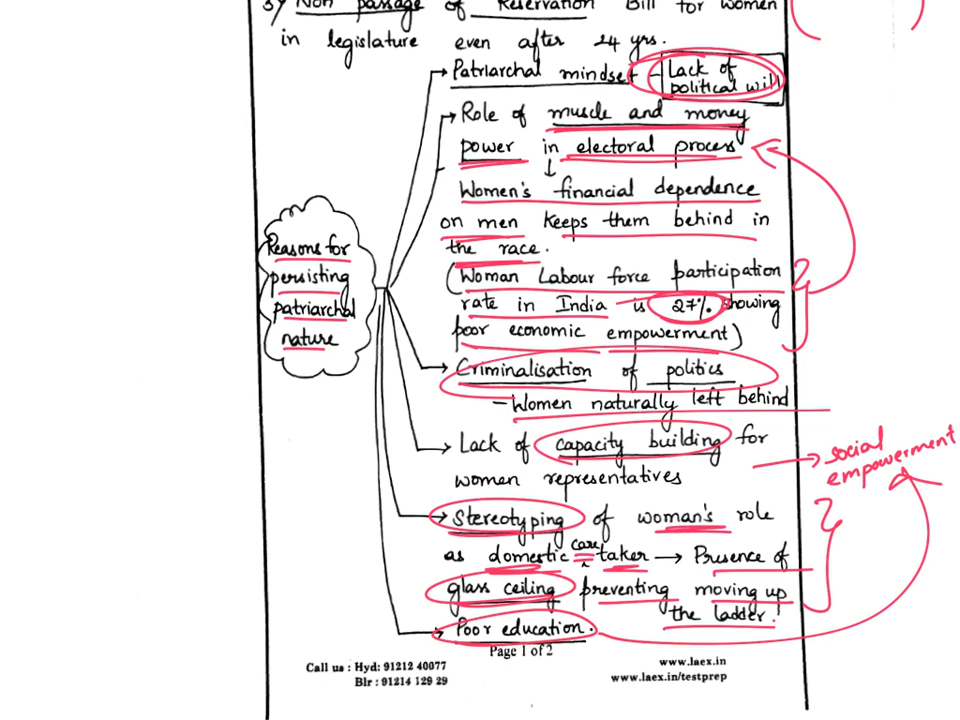 3) Non passage of Reservation Bill for women
in legislature even after 24 yrs.
Patriarchal mindset - Lack of
political will
Role of muscle and money
power in electoral process
Women's financial dependence
on men keeps them behind in
the race.
(Woman Labour force participation
rate in India is 27% showing
poor economic empowerment)
Reasons for
persisting
patriarchal
nature
Criminalisation of politics
- Women naturally left behind
Lack of capacity building for
women representatives
social
empowerment
Stereotyping of woman's role
as domestic care taker → Presence of
glass ceiling preventing moving up
the ladder.
Poor education.
Page 1 of 2
Call us : Hyd: 91212 40077
Blr : 91214 129 29
www.laex.in
www.laex.in/testprep